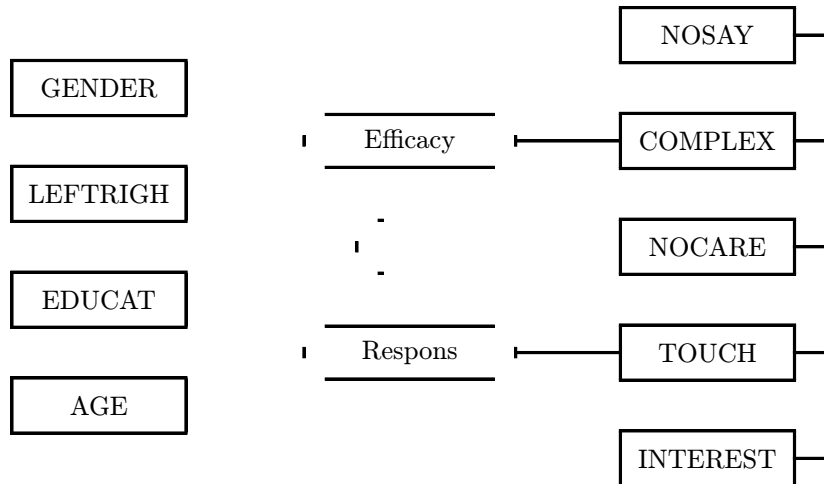 NOSAY
GENDER
Efficacy
COMPLEX
LEFTRIGH
NOCARE
EDUCAT
Respons
TOUCH
AGE
INTEREST